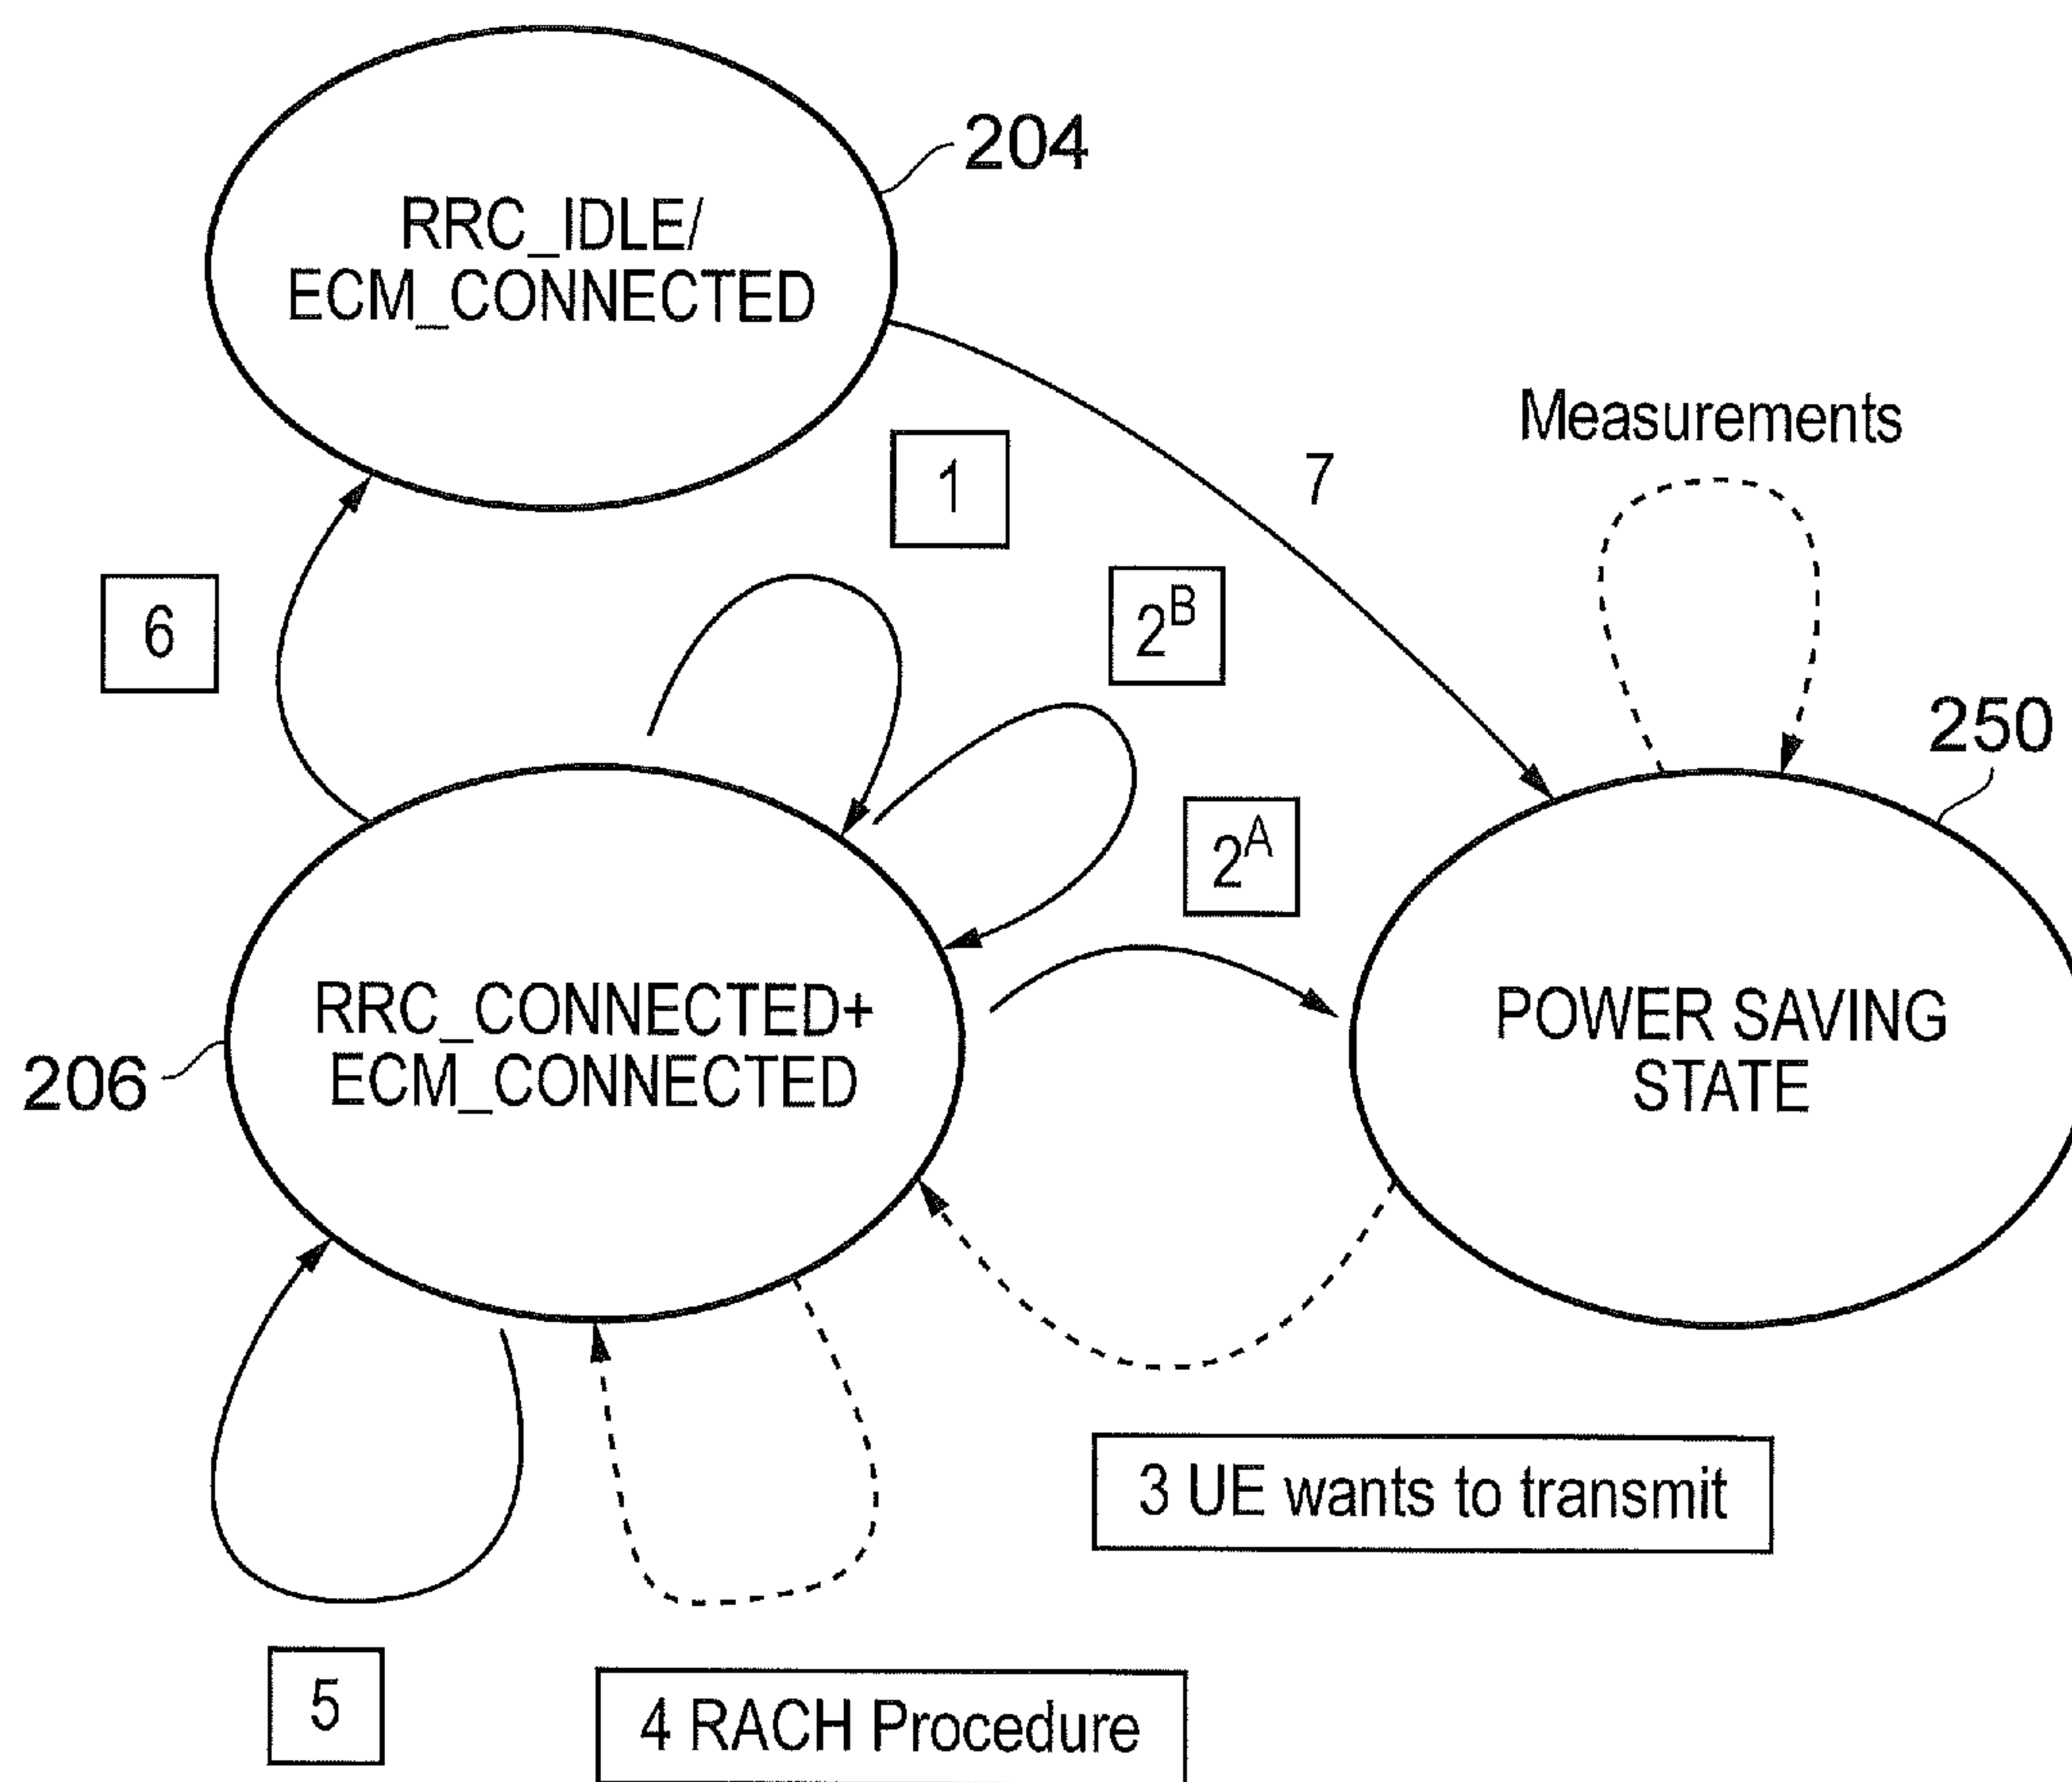 204
RRC_IDLE/
ECM_CONNECTED
Measurements
1
7
2B
6
250
2A
RRC_CONNECTED+
ECM_CONNECTED
POWER SAVING
STATE
206
3 UE wants to transmit
5
4 RACH Procedure